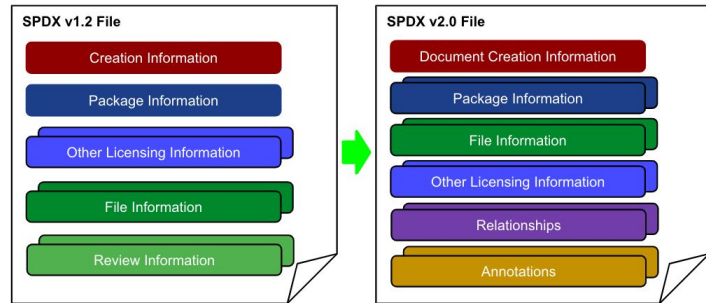 SPDX v1.2 File
Creation Information
Package Information
Other Licensing Information
File Information
Review Information
SPDX v2.0 File
Document Creation Information
Package Information
File Information
Other Licensing Information
Relationships
Annotations